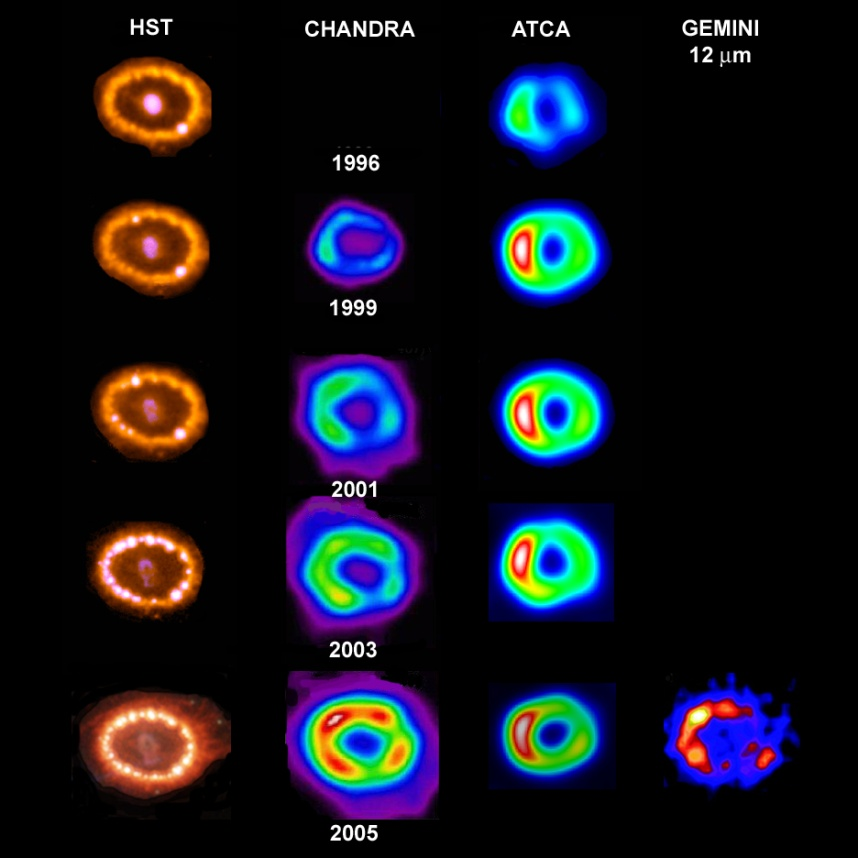 HST
CHANDRA
ATCA
GEMINI
12 μm
1996
1999
2001
2003
2005